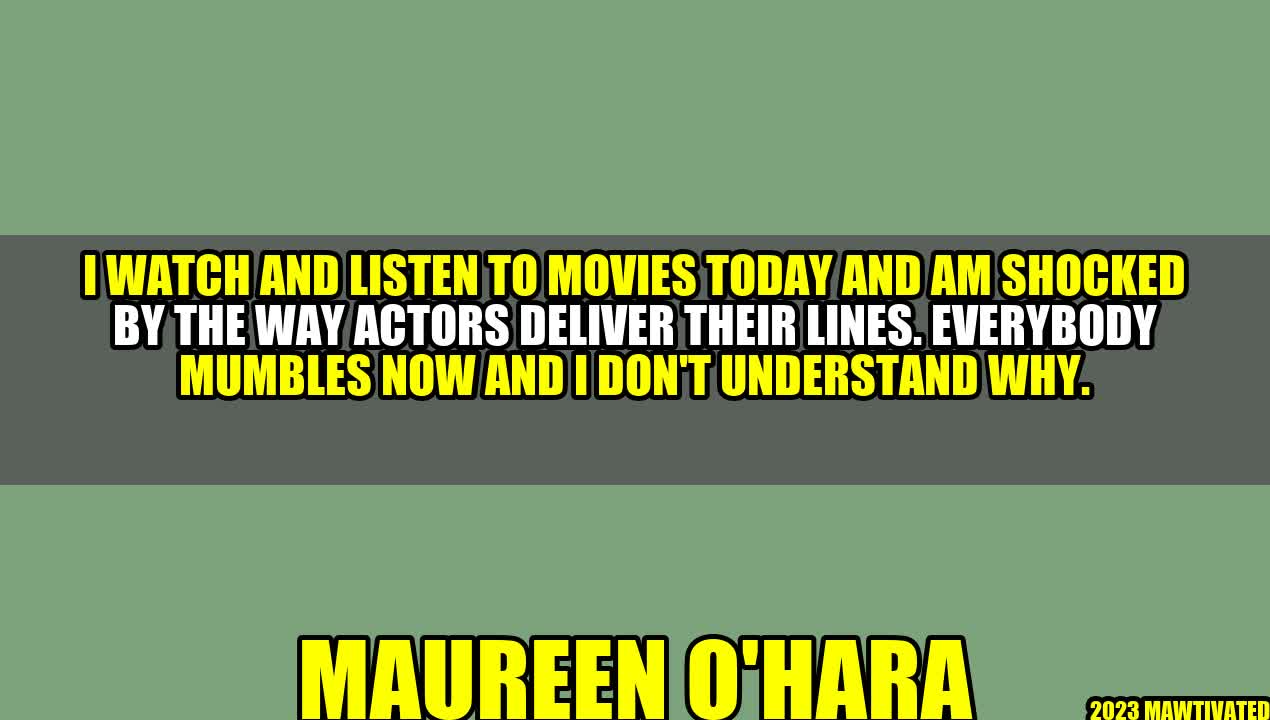 I WATCH AND LISTEN TO MOVIES TODAY AND AM SHOCKED
BY THE WAY ACTORS DELIVER THEIR LINES. EVERYBODY
MUMBLES NOW AND I DON'T UNDERSTAND WHY.
MAUREEN O'HARA
2023 MAWTIVATED